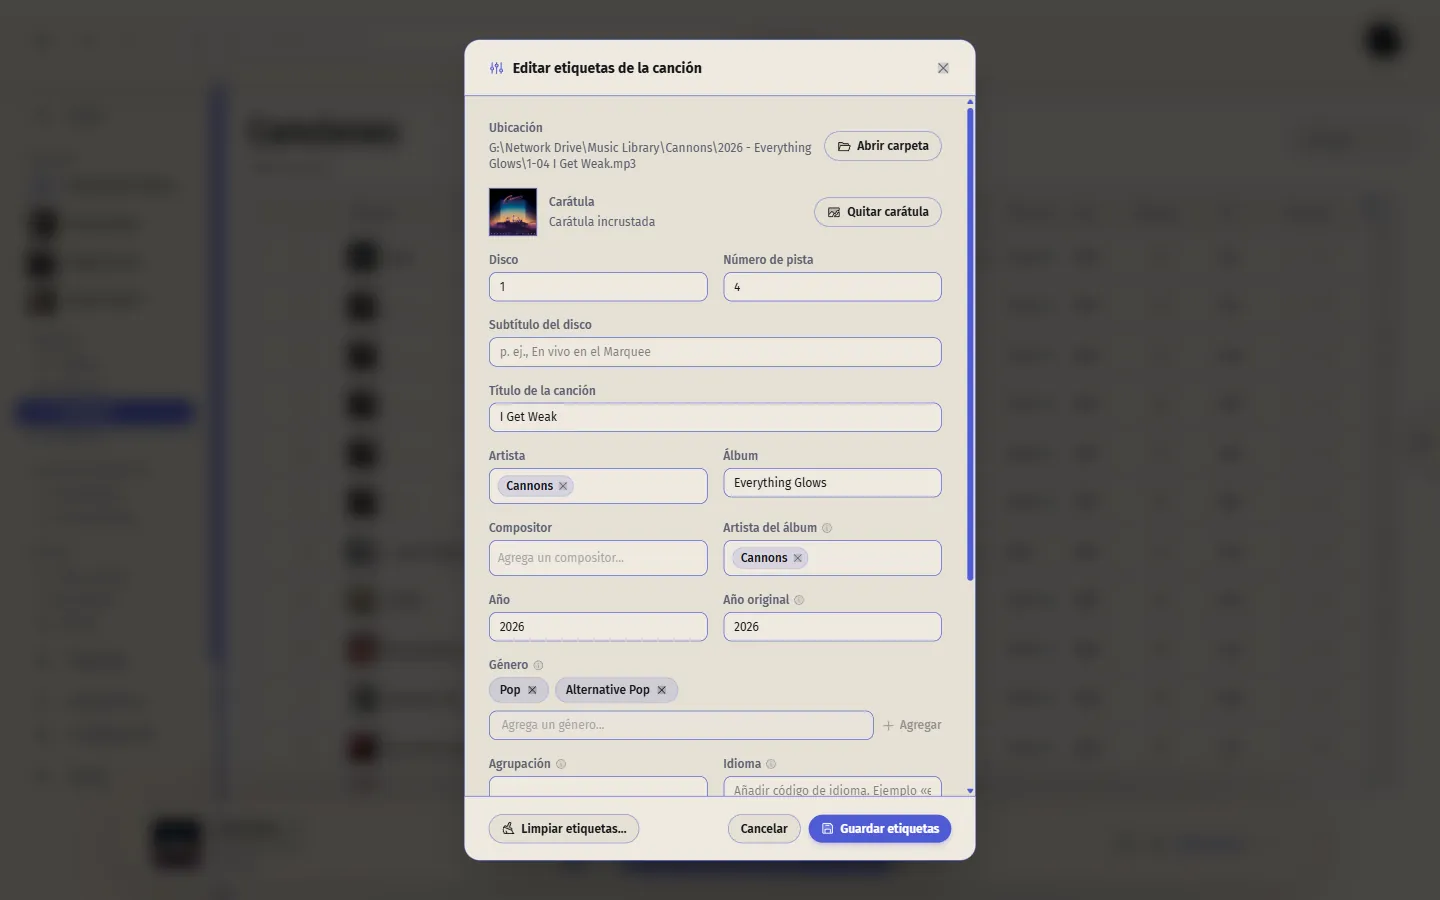 Editar etiquetas de la canción
Ubicación
G:\Network Drive\Music Library\Cannons\2026 - Everything
Glows\1-04 I Get Weak.mp3
Abrir carpeta
Carátula
Carátula incrustada
Quitar carátula
Disco
Número de pista
1
4
Subtítulo del disco
p. ej., En vivo en el Marquee
Título de la canción
I Get Weak
Artista
Álbum
Cannons
Everything Glows
Compositor
Artista del álbum
Agrega un compositor...
Cannons
Año
Año original
2026
2026
Género
Pop
Alternative Pop
Agrega un género...
Agregar
Agrupación
Idioma
Añadir código de idioma. Ejemplo «e
Limpiar etiquetas...
Cancelar
Guardar etiquetas